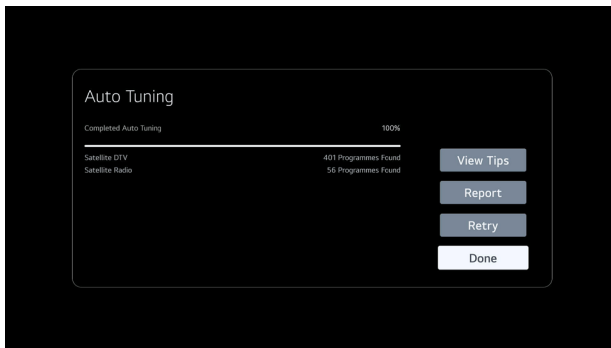 Auto Tuning
Completed Auto Tuning 100%
Satellite DTV 401 Programmes Found
Satellite Radio 56 Programmes Found
View Tips
Report
Retry
Done